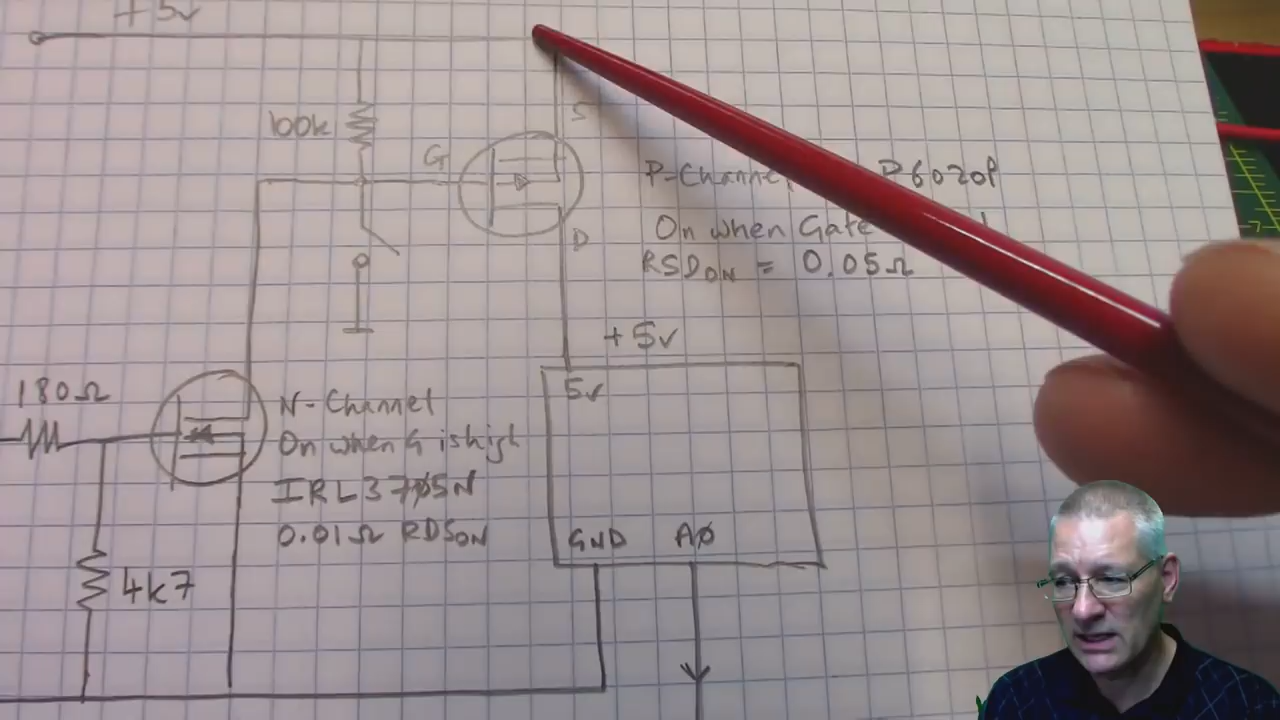 +5v
100k
S
G
P-Channel D6020P
On when Gate
D
RSDON = 0.05Ω
+5v
5v
180Ω
N-Channel
On when G is high
IRL3705N
0.01Ω RDSON
GND A0
4k7